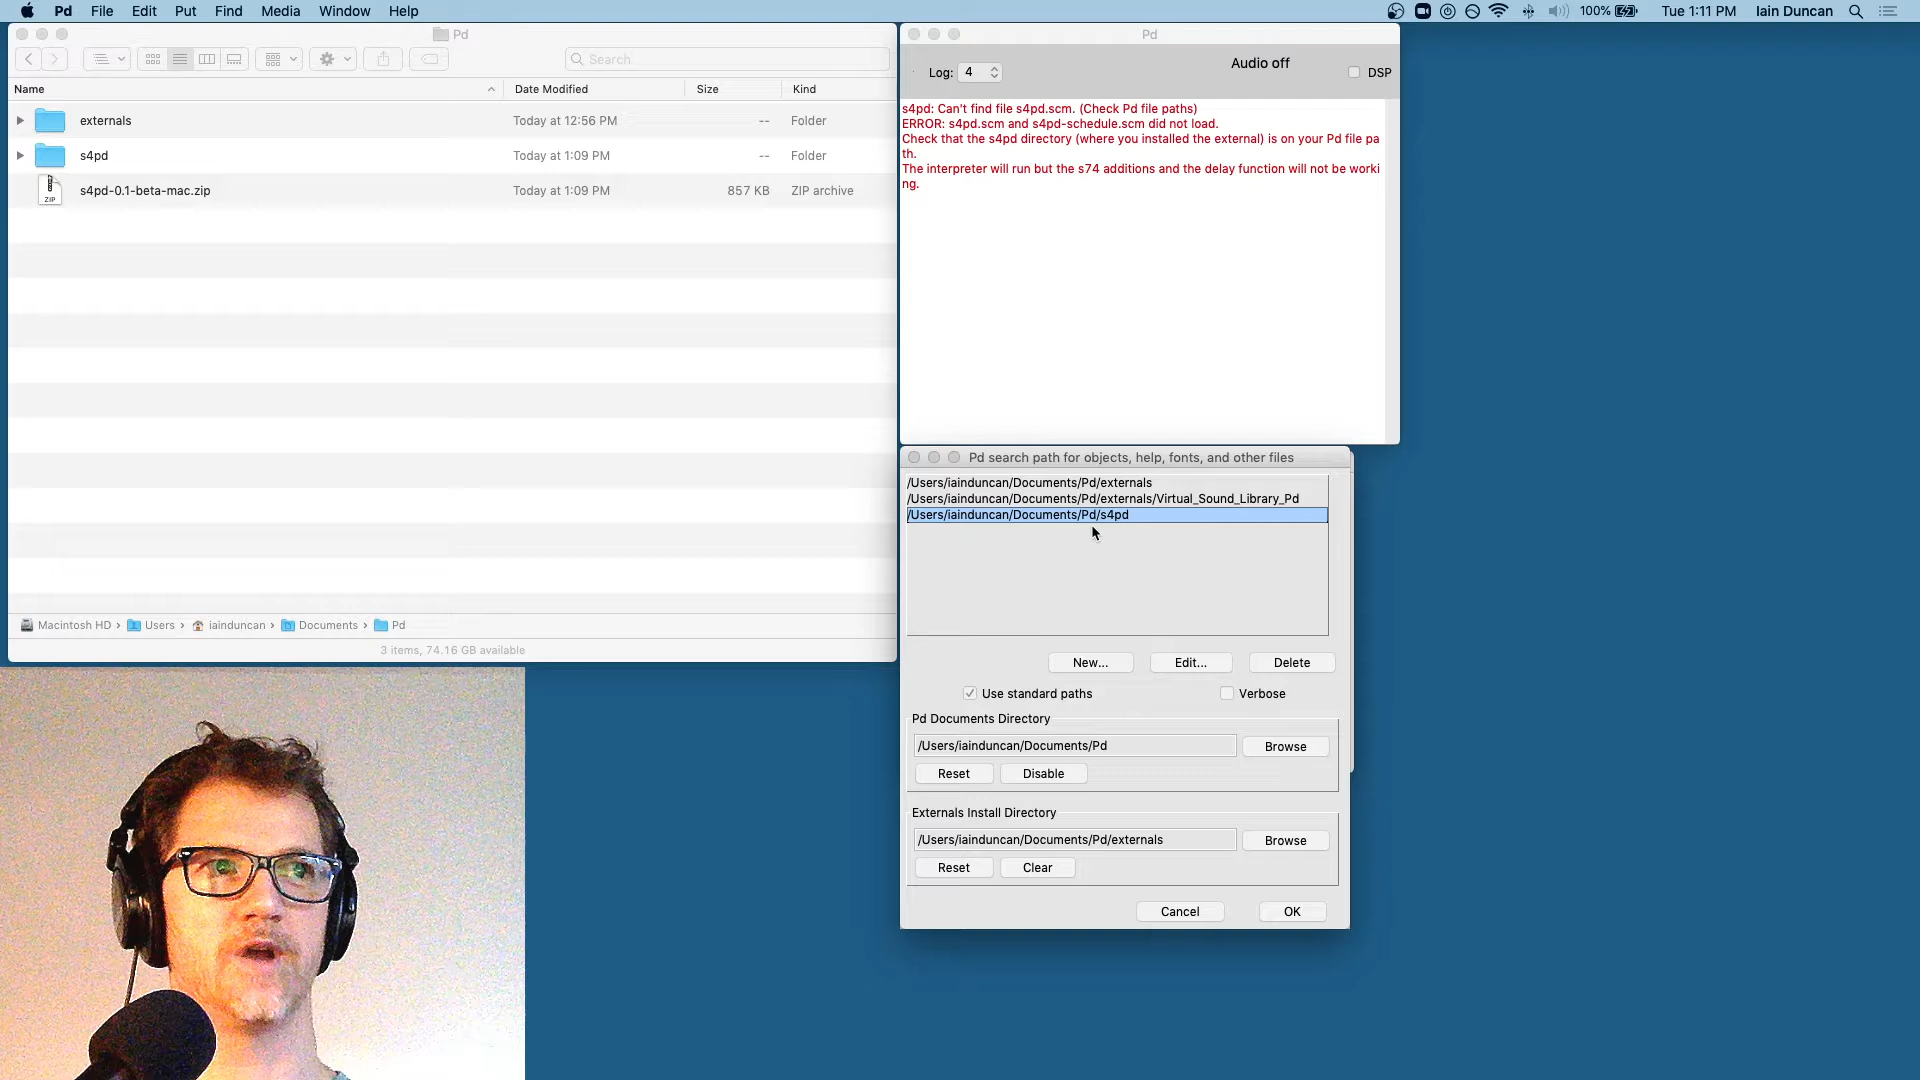 Pd File Edit Put Find Media Window Help 100% Tue 1:11 PM Iain Duncan
Pd
Search
Name Date Modified Size Kind
externals Today at 12:56 PM -- Folder
s4pd Today at 1:09 PM -- Folder
ZIP
s4pd-0.1-beta-mac.zip Today at 1:09 PM 857 KB ZIP archive
Macintosh HD › Users › iainduncan › Documents › Pd
3 items, 74.16 GB available
Pd
Log: 4 Audio off DSP
s4pd: Can't find file s4pd.scm. (Check Pd file paths)
ERROR: s4pd.scm and s4pd-schedule.scm did not load.
Check that the s4pd directory (where you installed the external) is on your Pd file pa
th.
The interpreter will run but the s74 additions and the delay function will not be worki
ng.
Pd search path for objects, help, fonts, and other files
/Users/iainduncan/Documents/Pd/externals
/Users/iainduncan/Documents/Pd/externals/Virtual_Sound_Library_Pd
/Users/iainduncan/Documents/Pd/s4pd
New... Edit... Delete
Use standard paths Verbose
Pd Documents Directory
/Users/iainduncan/Documents/Pd Browse
Reset Disable
Externals Install Directory
/Users/iainduncan/Documents/Pd/externals Browse
Reset Clear
Cancel OK